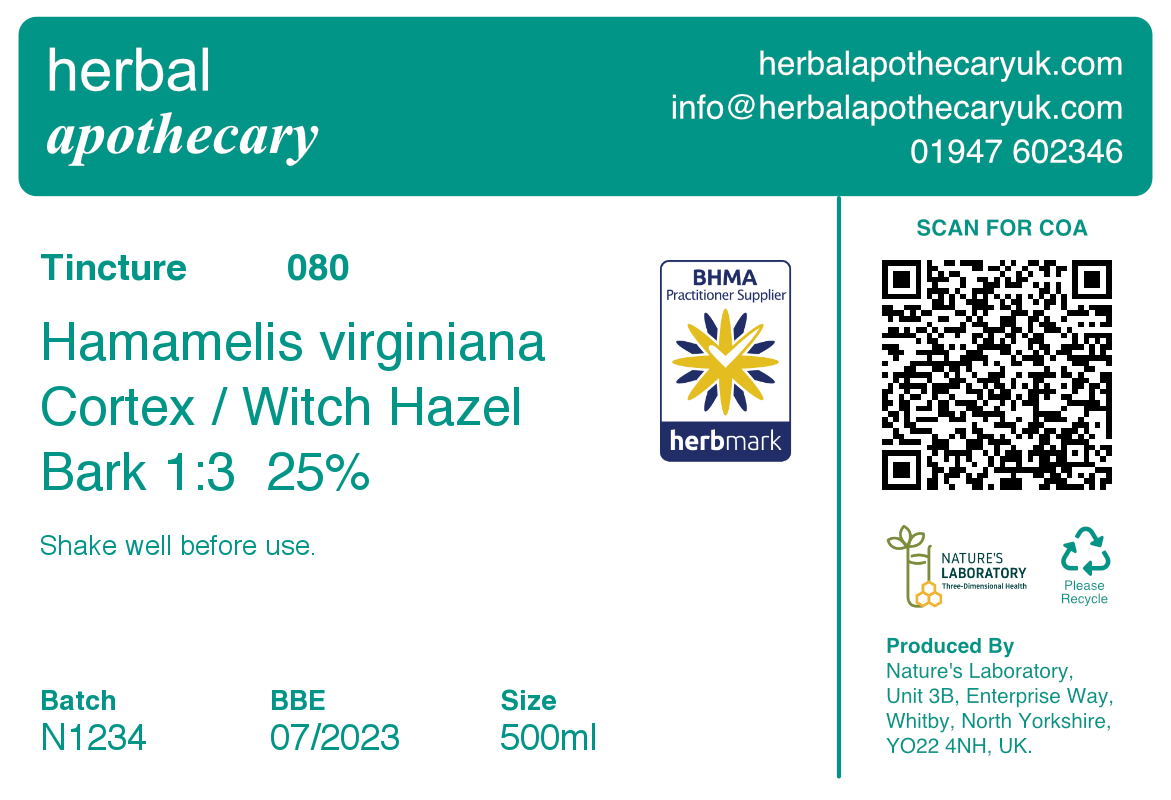 herbal
apothecary
herbalapothecaryuk.com
info@herbalapothecaryuk.com
01947 602346
Tincture 080
Hamamelis virginiana
Cortex / Witch Hazel
Bark 1:3 25%
Shake well before use.
BHMA
Practitioner Supplier
herbmark
Batch BBE Size
N1234 07/2023 500ml
SCAN FOR COA
NATURE'S
LABORATORY
Three-Dimensional Health
Please
Recycle
Produced By
Nature's Laboratory,
Unit 3B, Enterprise Way,
Whitby, North Yorkshire,
YO22 4NH, UK.